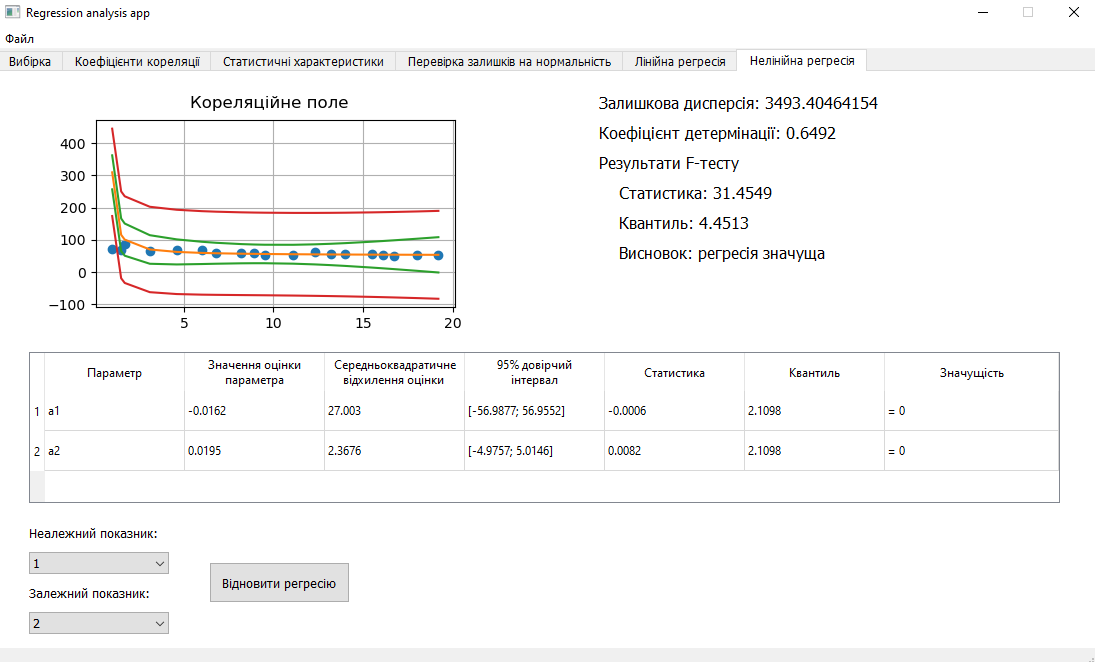 Regression analysis app
Файл
Вибірка
Коефіцієнти кореляції
Статистичні характеристики
Перевірка залишків на нормальність
Лінійна регресія
Нелінійна регресія
Кореляційне поле
400
300
200
100
0
−100
5
10
15
20
Залишкова дисперсія: 3493.40464154
Коефіцієнт детермінації: 0.6492
Результати F-тесту
Статистика: 31.4549
Квантиль: 4.4513
Висновок: регресія значуща
Параметр
Значення оцінки
параметра
Середньоквадратичне
відхилення оцінки
95% довірчий
інтервал
Статистика
Квантиль
Значущість
1 a1 -0.0162 27.003 [-56.9877; 56.9552] -0.0006 2.1098 = 0
2 a2 0.0195 2.3676 [-4.9757; 5.0146] 0.0082 2.1098 = 0
Неалежний показник:
1
Залежний показник:
2
Відновити регресію